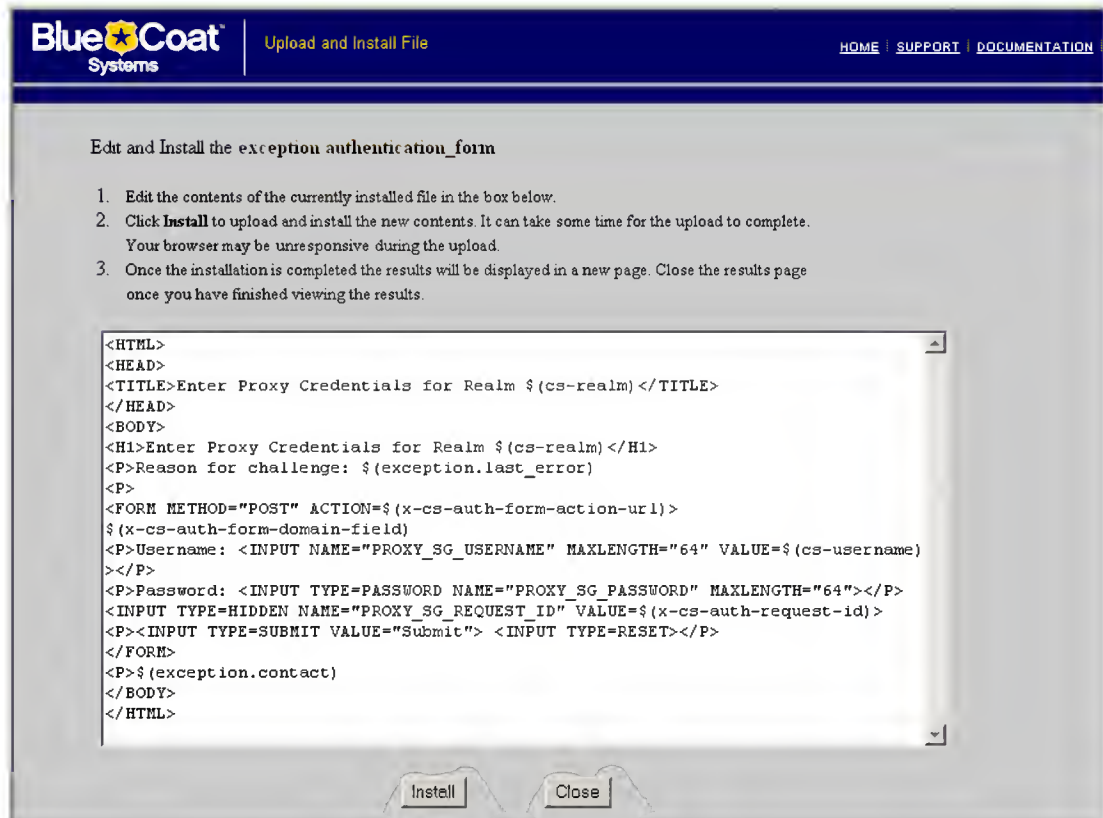 Blue Coat™
Systems
Upload and Install File
HOME | SUPPORT | DOCUMENTATION
Edit and Install the exception authentication_form
1. Edit the contents of the currently installed file in the box below.
2. Click Install to upload and install the new contents. It can take some time for the upload to complete.
Your browser may be unresponsive during the upload.
3. Once the installation is completed the results will be displayed in a new page. Close the results page
once you have finished viewing the results.
<HTML>
<HEAD>
<TITLE>Enter Proxy Credentials for Realm $(cs-realm)</TITLE>
</HEAD>
<BODY>
<H1>Enter Proxy Credentials for Realm $(cs-realm)</H1>
<P>Reason for challenge: $(exception.last_error)
<P>
<FORM METHOD="POST" ACTION=$(x-cs-auth-form-action-url)>
$(x-cs-auth-form-domain-field)
<P>Username: <INPUT NAME="PROXY_SG_USERNAME" MAXLENGTH="64" VALUE=$(cs-username)
></P>
<P>Password: <INPUT TYPE=PASSWORD NAME="PROXY_SG_PASSWORD" MAXLENGTH="64"></P>
<INPUT TYPE=HIDDEN NAME="PROXY_SG_REQUEST_ID" VALUE=$(x-cs-auth-request-id)>
<P><INPUT TYPE=SUBMIT VALUE="Submit"> <INPUT TYPE=RESET></P>
</FORM>
<P>$(exception.contact)
</BODY>
</HTML>
Install Close